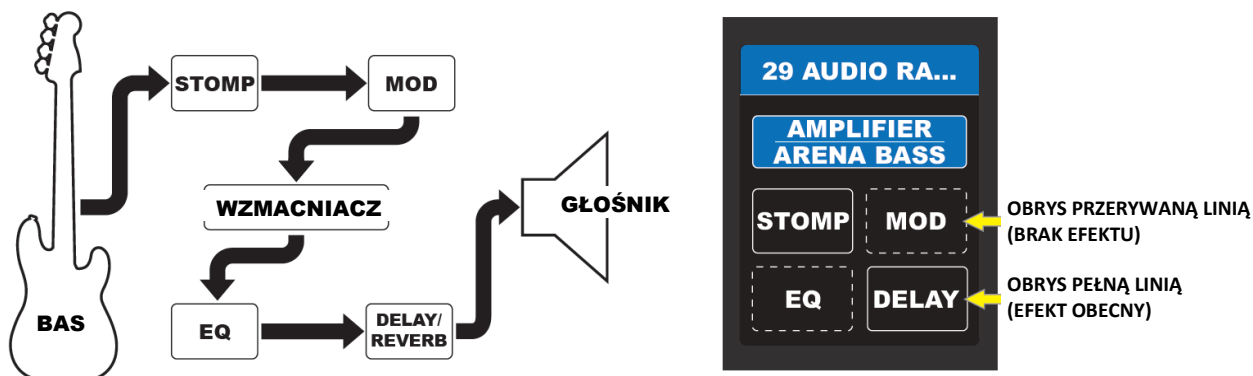 STOMP
MOD
WZMACNIACZ
GŁOŚNIK
BAS
EQ
DELAY/
REVERB
29 AUDIO RA...
AMPLIFIER
ARENA BASS
STOMP
MOD
OBRYS PRZERYWANĄ LINIĄ
(BRAK EFEKTU)
EQ
DELAY
OBRYS PEŁNĄ LINIĄ
(EFEKT OBECNY)